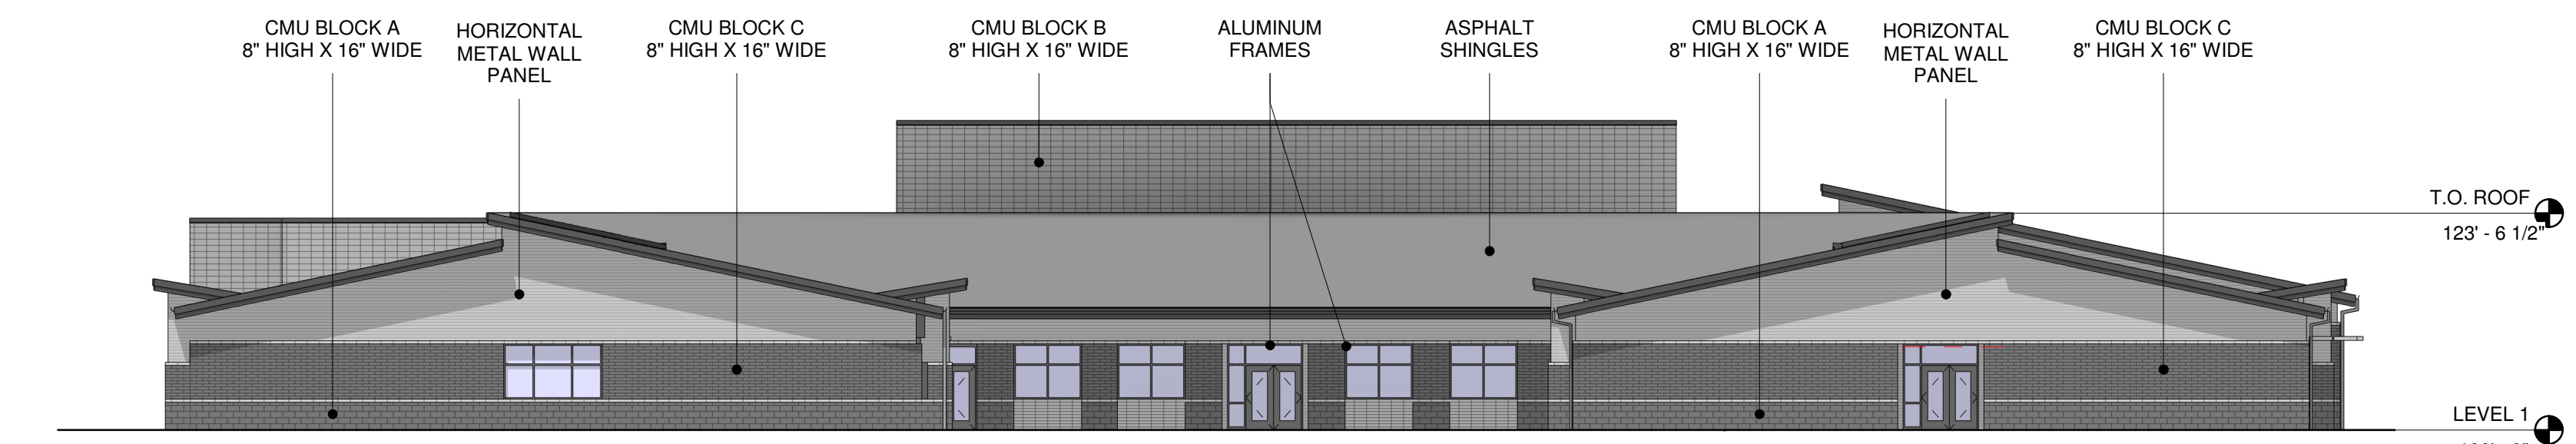 CMU BLOCK A
8" HIGH X 16" WIDE
HORIZONTAL
METAL WALL
PANEL
CMU BLOCK C
8" HIGH X 16" WIDE
CMU BLOCK B
8" HIGH X 16" WIDE
ALUMINUM
FRAMES
ASPHALT
SHINGLES
CMU BLOCK A
8" HIGH X 16" WIDE
HORIZONTAL
METAL WALL
PANEL
CMU BLOCK C
8" HIGH X 16" WIDE
T.O. ROOF
123' - 6 1/2"
LEVEL 1